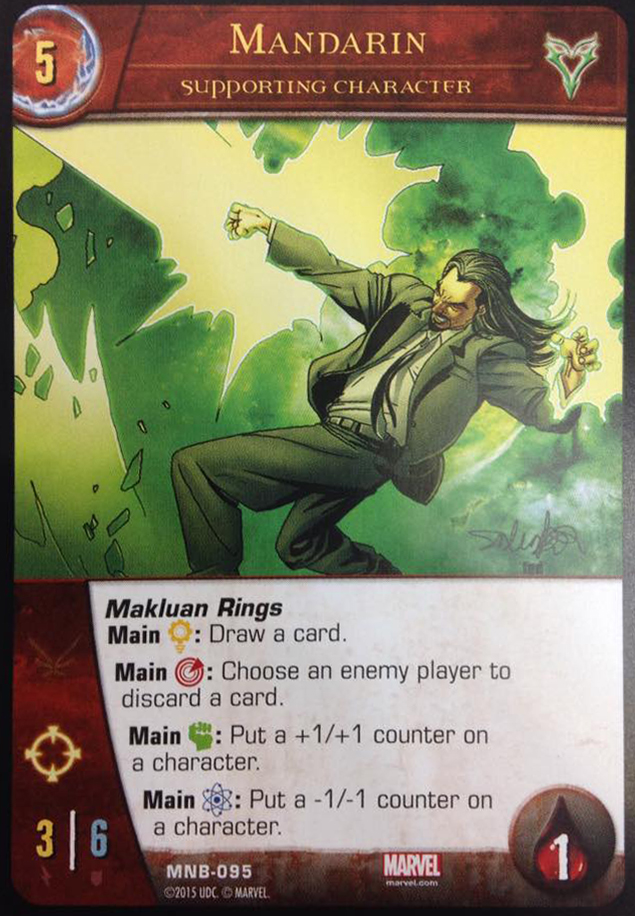 5
MANDARIN
SUPPORTING CHARACTER
Makluan Rings
Main : Draw a card.
Main : Choose an enemy player to
discard a card.
Main : Put a +1/+1 counter on
a character.
Main : Put a -1/-1 counter on
a character.
3 | 6
1
MNB-095
MARVEL
marvel.com
©2015 UDC. © MARVEL.